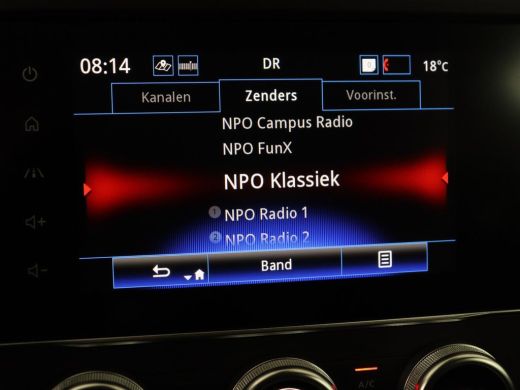 08:14 DR 18°C
Kanalen Zenders Voorinst.
NPO Campus Radio
NPO FunX
NPO Klassiek
1 NPO Radio 1
2 NPO Radio 2
Band
A/C